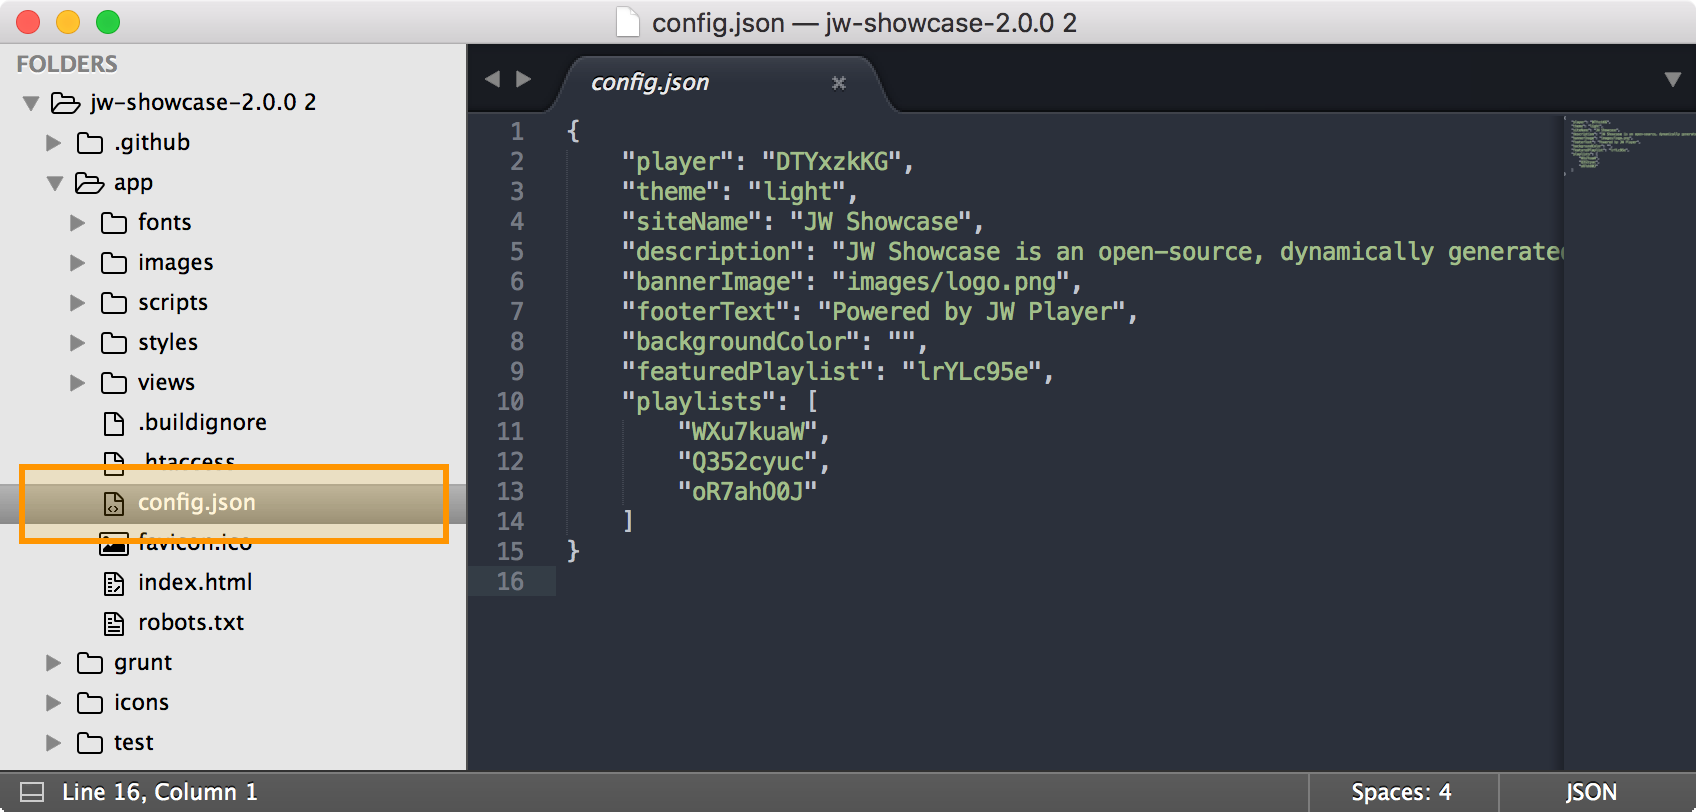 config.json — jw-showcase-2.0.0 2
FOLDERS
jw-showcase-2.0.0 2
.github
app
fonts
images
scripts
styles
views
.buildignore
.htaccess
config.json
favicon.ico
index.html
robots.txt
grunt
icons
test
config.json
1 {
2 "player": "DTYxzkKG",
3 "theme": "light",
4 "siteName": "JW Showcase",
5 "description": "JW Showcase is an open-source, dynamically generated
6 "bannerImage": "images/logo.png",
7 "footerText": "Powered by JW Player",
8 "backgroundColor": "",
9 "featuredPlaylist": "lrYLc95e",
10 "playlists": [
11 "WXu7kuaW",
12 "Q352cyuc",
13 "oR7ahO0J"
14 ]
15 }
16
Line 16, Column 1
Spaces: 4
JSON